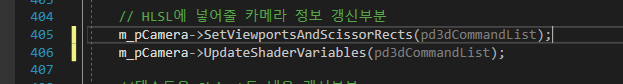 404
// HLSL에 넣어줄 카메라 정보 갱신부분
405
m_pCamera->SetViewportsAndScissorRects(pd3dCommandList);
406
m_pCamera->UpdateShaderVariables(pd3dCommandList);